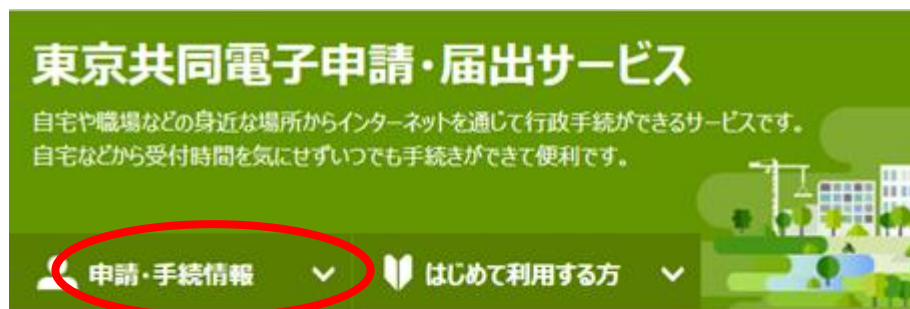 東京共同電子申請・届出サービス
自宅や職場などの身近な場所からインターネットを通じて行政手続ができるサービスです。
自宅などから受付時間を気にせずいつでも手続きができて便利です。
申請・手続情報
はじめて利用する方